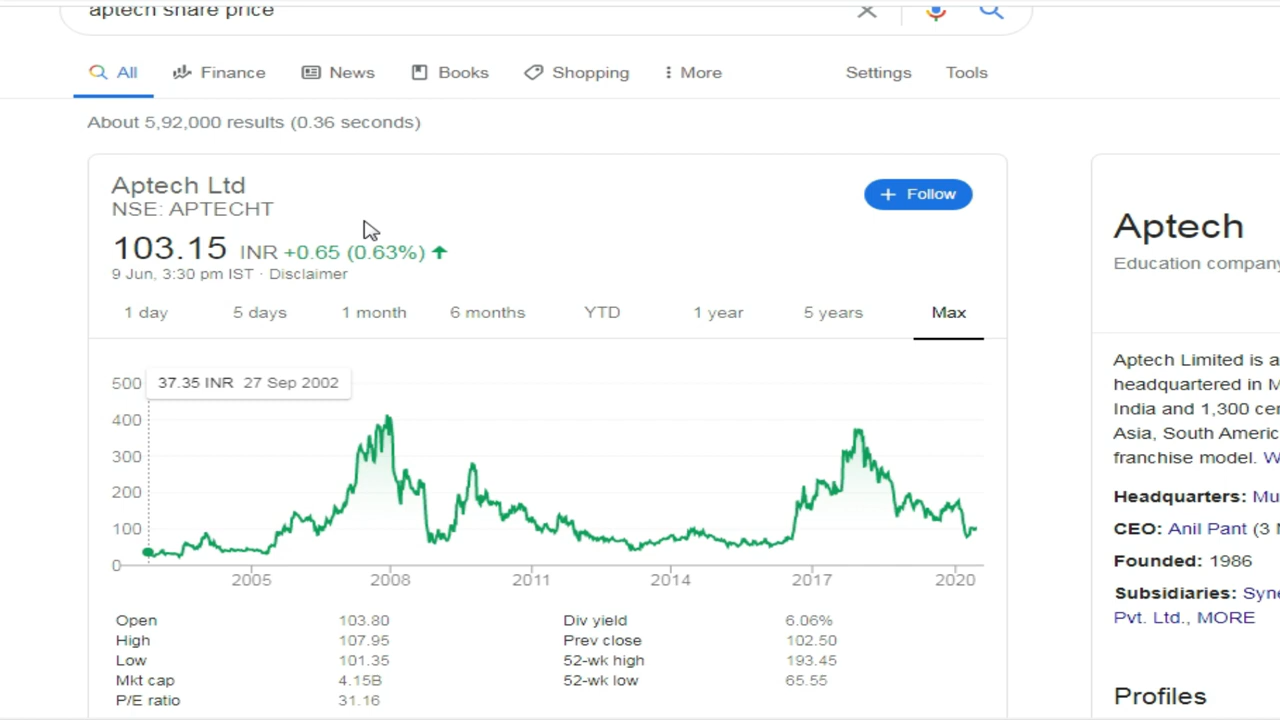 aptech share price
All Finance News Books Shopping More Settings Tools
About 5,92,000 results (0.36 seconds)
Aptech Ltd
NSE: APTECHT
+ Follow
103.15 INR +0.65 (0.63%)
9 Jun, 3:30 pm IST · Disclaimer
1 day 5 days 1 month 6 months YTD 1 year 5 years Max
37.35 INR 27 Sep 2002
500
400
300
200
100
0
2005 2008 2011 2014 2017 2020
Open 103.80 Div yield 6.06%
High 107.95 Prev close 102.50
Low 101.35 52-wk high 193.45
Mkt cap 4.15B 52-wk low 65.55
P/E ratio 31.16
Aptech
Education company
Aptech Limited is a
headquartered in M
India and 1,300 cer
Asia, South Americ
franchise model. W
Headquarters: Mu
CEO: Anil Pant (3 
Founded: 1986
Subsidiaries: Syne
Pvt. Ltd., MORE
Profiles